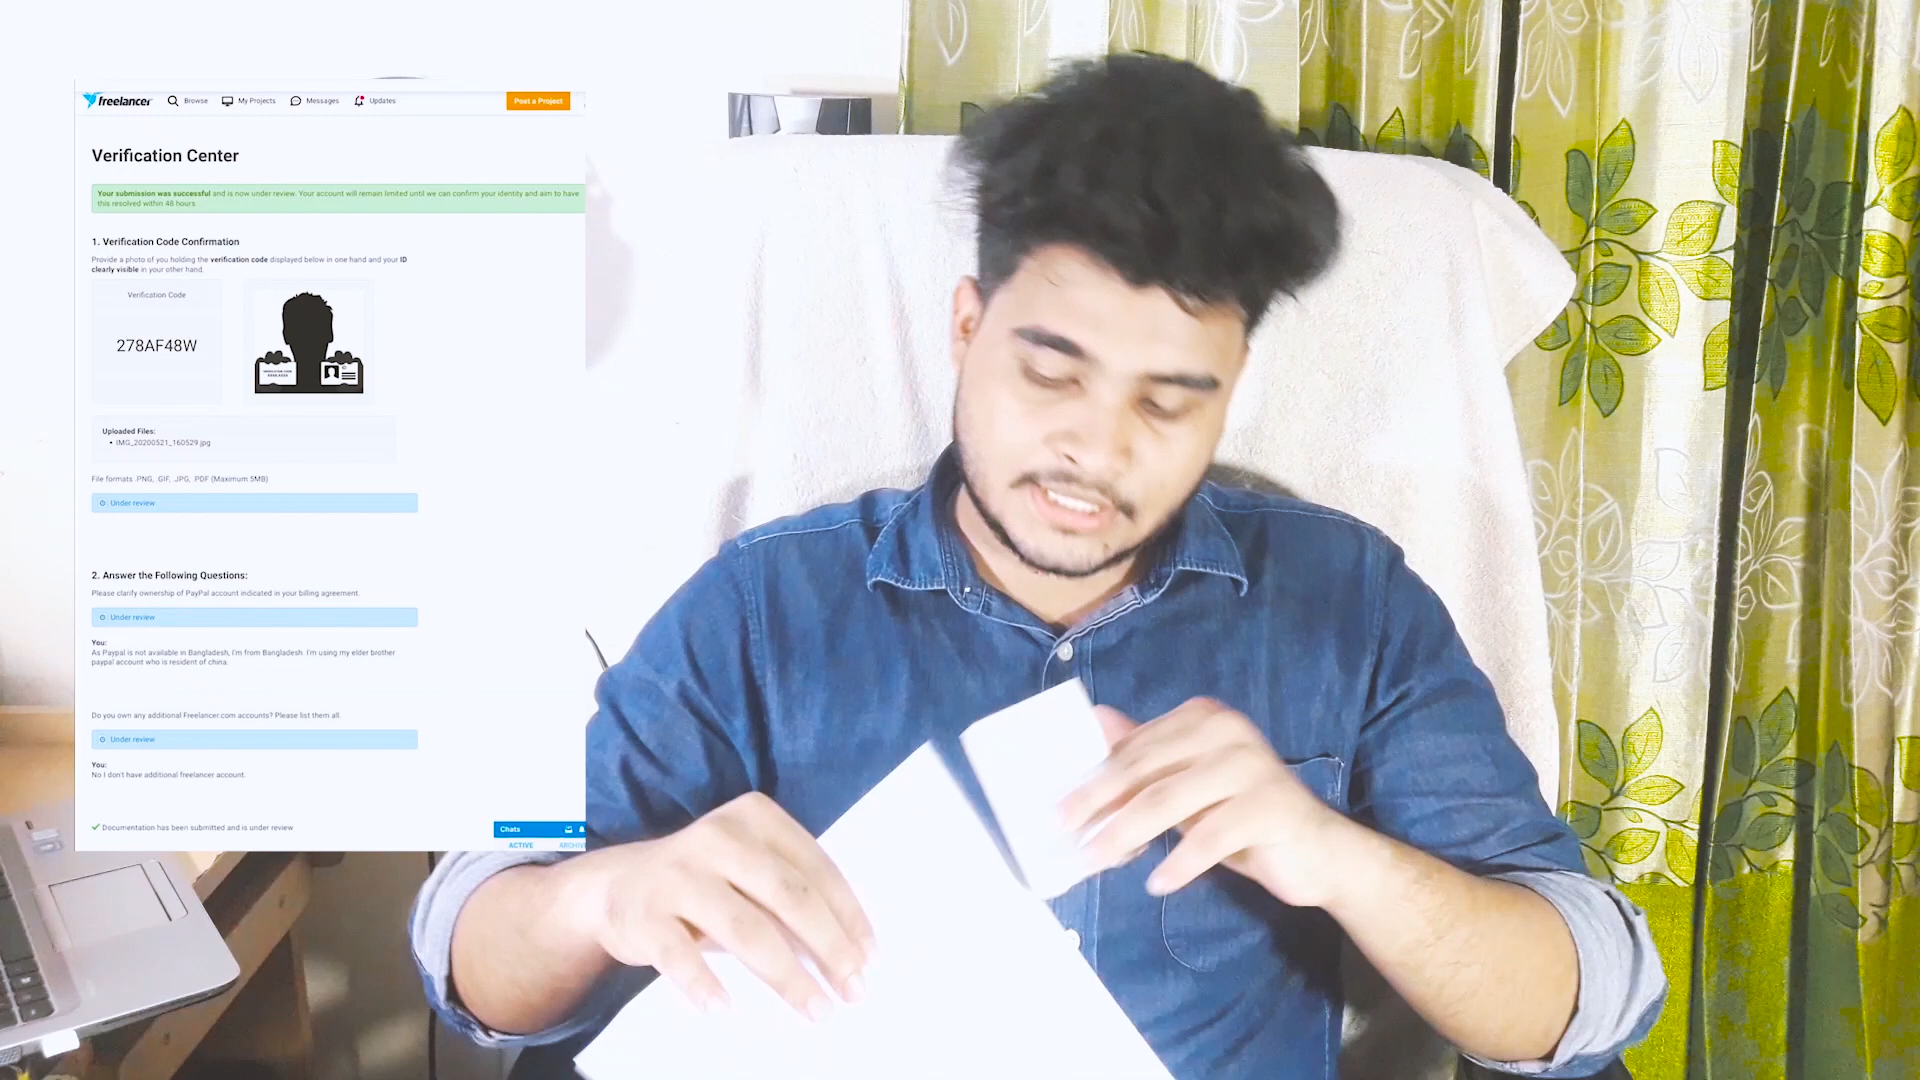 freelancer Browse My Projects Messages Updates Post a Project
Verification Center
Your submission was successful and is now under review. Your account will remain limited until we can confirm your identity and aim to have
this resolved within 48 hours.
1. Verification Code Confirmation
Provide a photo of you holding the verification code displayed below in one hand and your ID
clearly visible in your other hand.
Verification Code
278AF48W
Uploaded Files:
• IMG_20200521_160529.jpg
File formats .PNG, .GIF, .JPG, .PDF (Maximum 5MB)
Under review
2. Answer the Following Questions:
Please clarify ownership of PayPal account indicated in your billing agreement.
Under review
You:
As Paypal is not available in Bangladesh, I'm from Bangladesh. I'm using my elder brother
paypal account who is resident of china.
Do you own any additional Freelancer.com accounts? Please list them all.
Under review
You:
No I don't have additional freelancer account.
Documentation has been submitted and is under review
Chats
ACTIVE ARCHIV